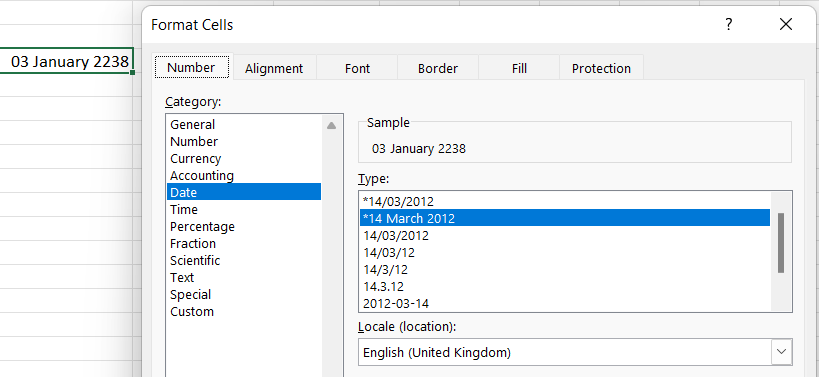 Format Cells
?
03 January 2238
Number Alignment Font Border Fill Protection
Category:
General
Number
Currency
Accounting
Date
Time
Percentage
Fraction
Scientific
Text
Special
Custom
Sample
03 January 2238
Type:
*14/03/2012
*14 March 2012
14/03/2012
14/03/12
14/3/12
14.3.12
2012-03-14
Locale (location):
English (United Kingdom)